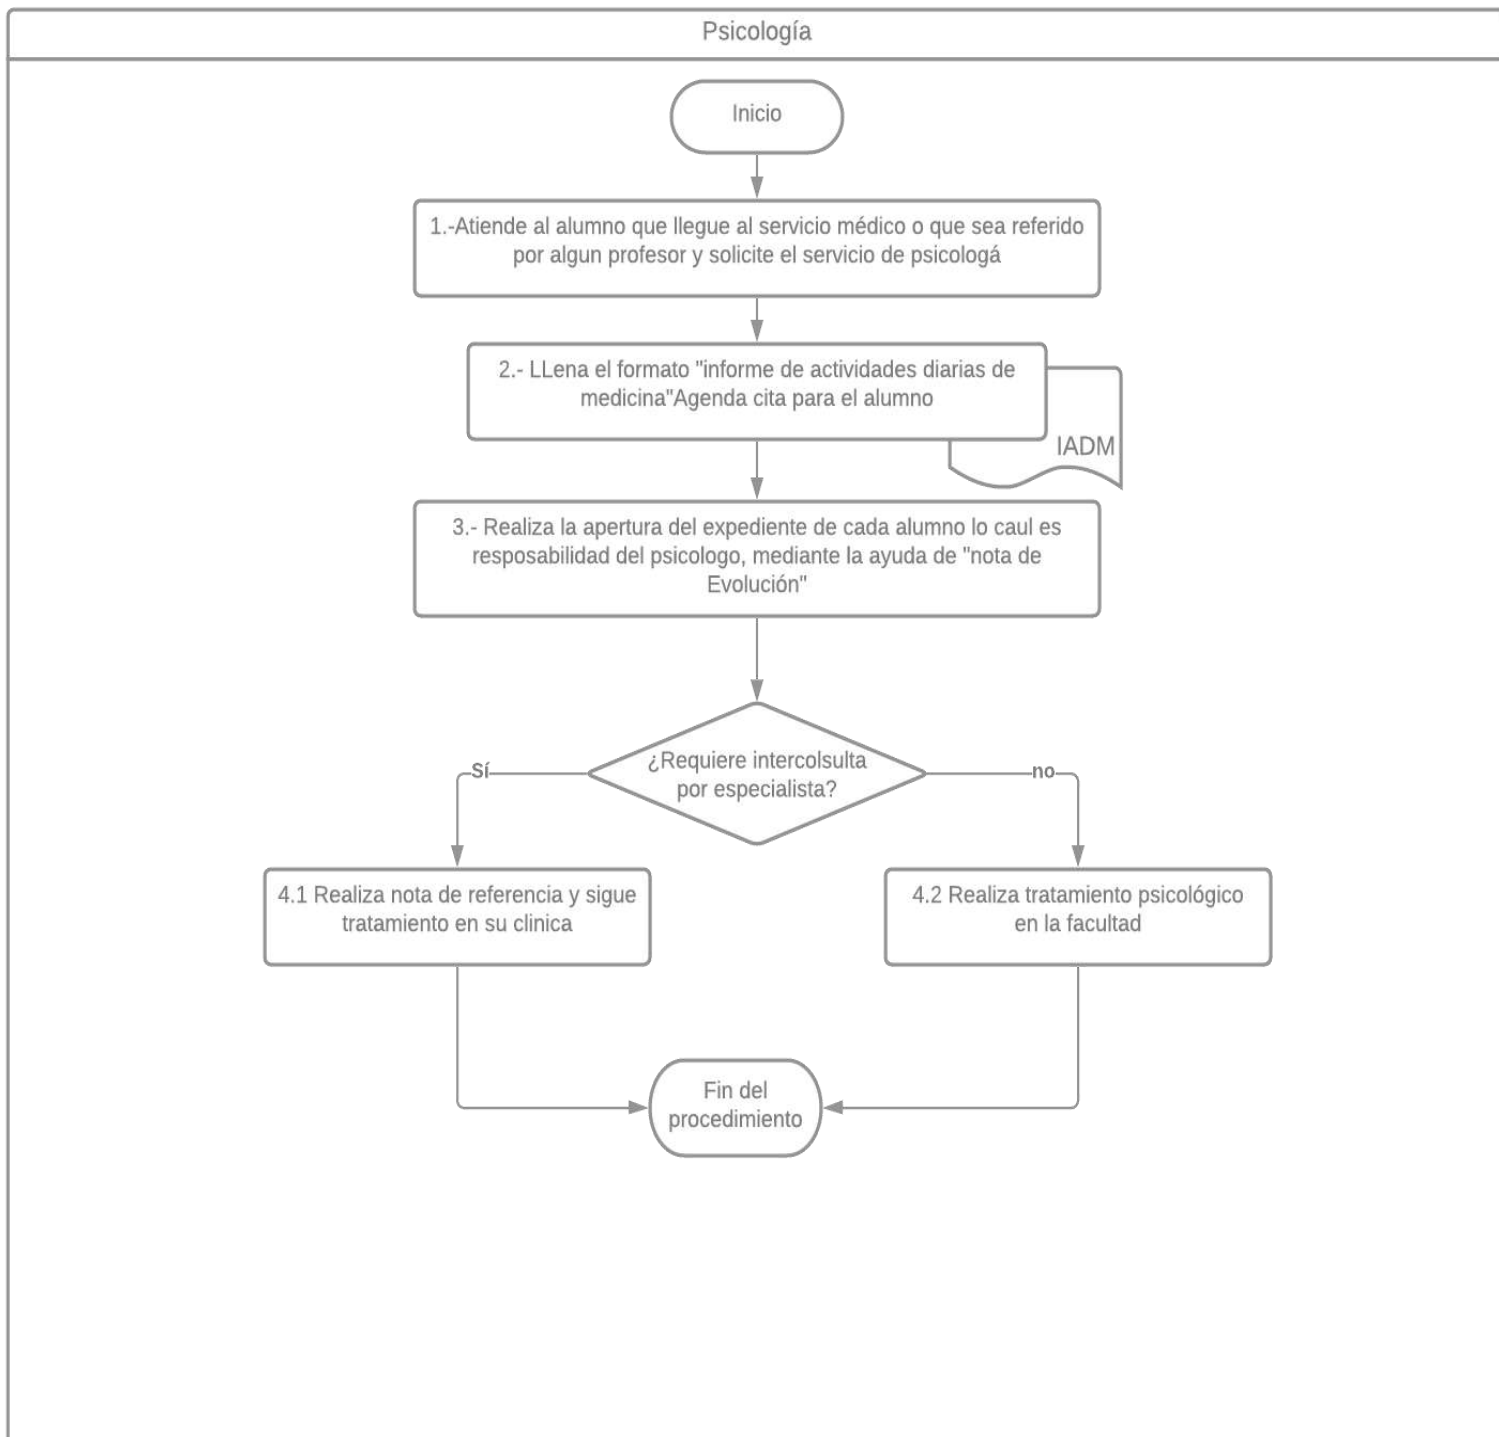 Psicología
Inicio
1.-Atiende al alumno que llegue al servicio médico o que sea referido
por algun profesor y solicite el servicio de psicologá
2.- LLena el formato "informe de actividades diarias de
medicina"Agenda cita para el alumno
IADM
3.- Realiza la apertura del expediente de cada alumno lo caul es
resposabilidad del psicologo, mediante la ayuda de "nota de
Evolución"
¿Requiere intercolsulta
por especialista?
Sí
no
4.1 Realiza nota de referencia y sigue
tratamiento en su clinica
4.2 Realiza tratamiento psicológico
en la facultad
Fin del
procedimiento